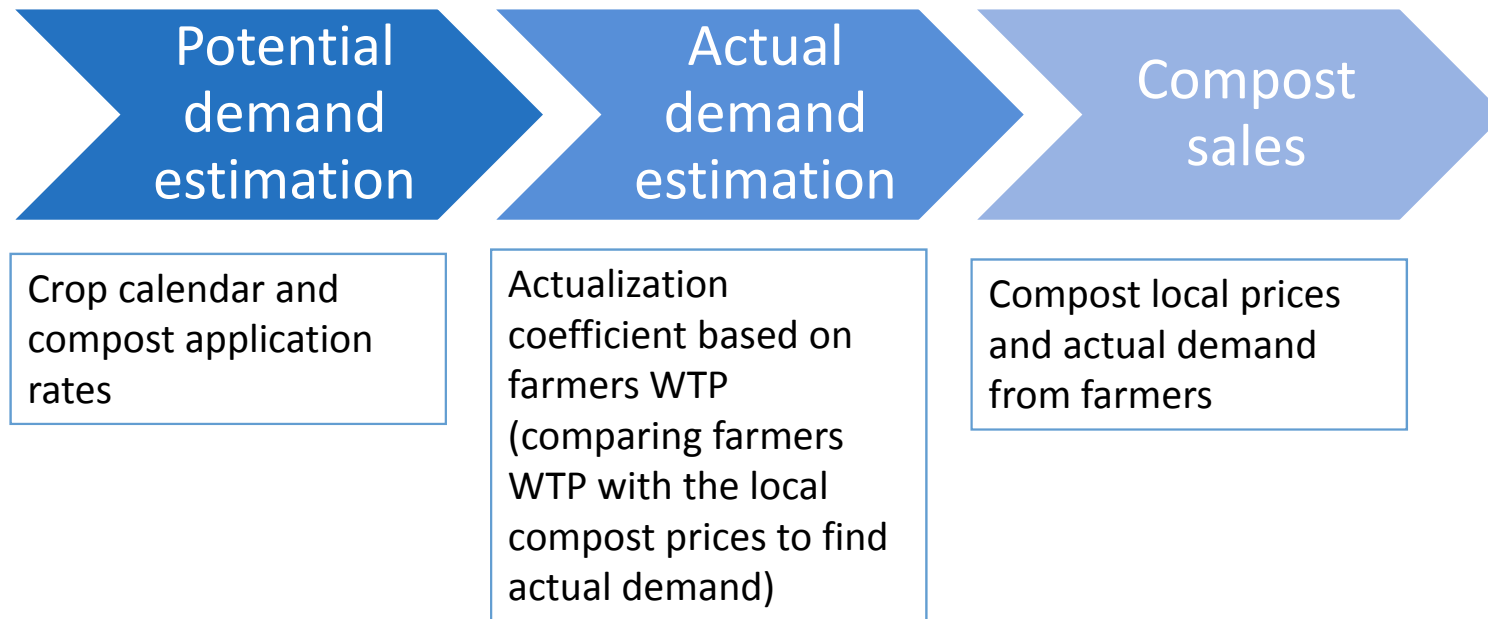 Potential
demand
estimation
Actual
demand
estimation
Compost
sales
Crop calendar and
compost application
rates
Actualization
coefficient based on
farmers WTP
(comparing farmers
WTP with the local
compost prices to find
actual demand)
Compost local prices
and actual demand
from farmers